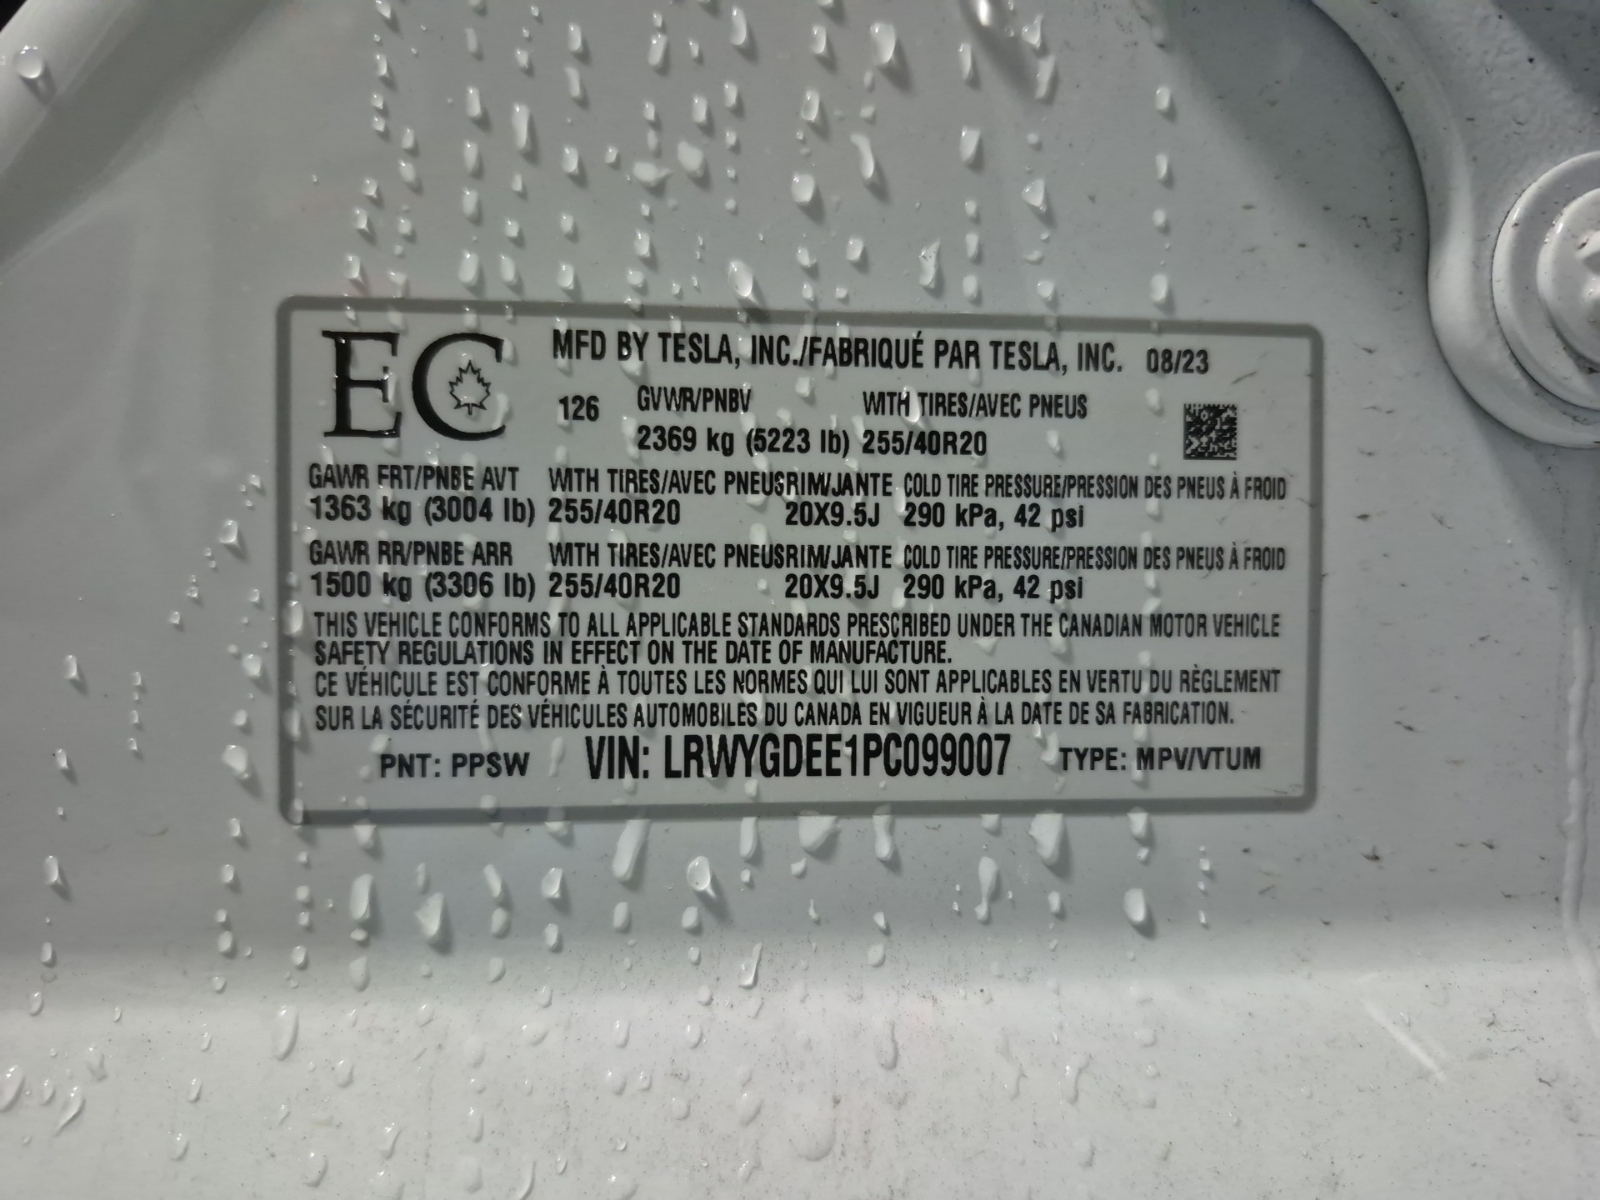 EC MFD BY TESLA, INC./FABRIQUÉ PAR TESLA, INC. 08/23
126 GVWR/PNBV WITH TIRES/AVEC PNEUS
2369 kg (5223 lb) 255/40R20
GAWR FRT/PNBE AVT WITH TIRES/AVEC PNEUS RIM/JANTE COLD TIRE PRESSURE/PRESSION DES PNEUS À FROID
1363 kg (3004 lb) 255/40R20 20X9.5J 290 kPa, 42 psi
GAWR RR/PNBE ARR WITH TIRES/AVEC PNEUS RIM/JANTE COLD TIRE PRESSURE/PRESSION DES PNEUS À FROID
1500 kg (3306 lb) 255/40R20 20X9.5J 290 kPa, 42 psi
THIS VEHICLE CONFORMS TO ALL APPLICABLE STANDARDS PRESCRIBED UNDER THE CANADIAN MOTOR VEHICLE
SAFETY REGULATIONS IN EFFECT ON THE DATE OF MANUFACTURE.
CE VÉHICULE EST CONFORME À TOUTES LES NORMES QUI LUI SONT APPLICABLES EN VERTU DU RÈGLEMENT
SUR LA SÉCURITÉ DES VÉHICULES AUTOMOBILES DU CANADA EN VIGUEUR À LA DATE DE SA FABRICATION.
PNT: PPSW VIN: LRWYGDEE1PC099007 TYPE: MPV/VTUM